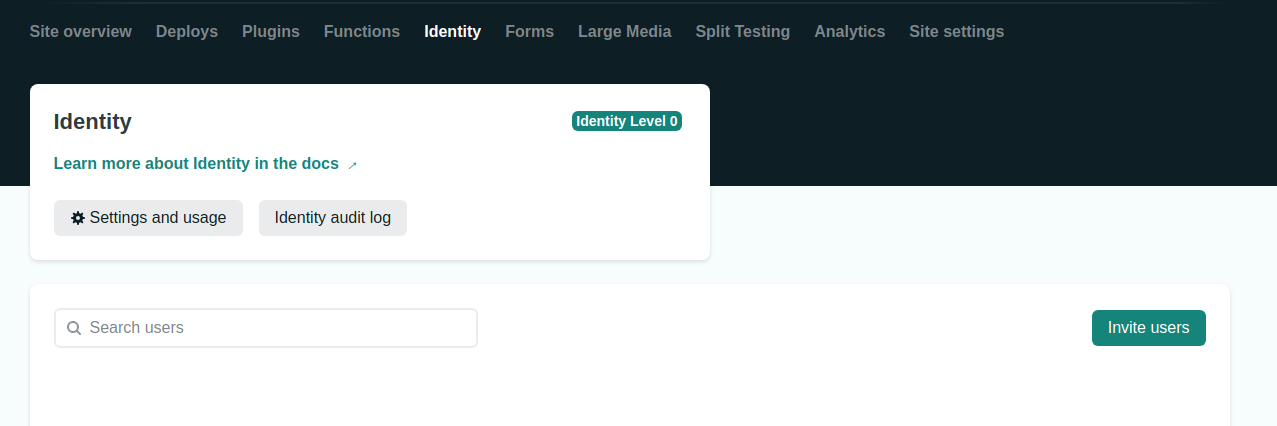 Site overview Deploys Plugins Functions Identity Forms Large Media Split Testing Analytics Site settings
Identity Identity Level 0
Learn more about Identity in the docs →
Settings and usage Identity audit log
Search users Invite users